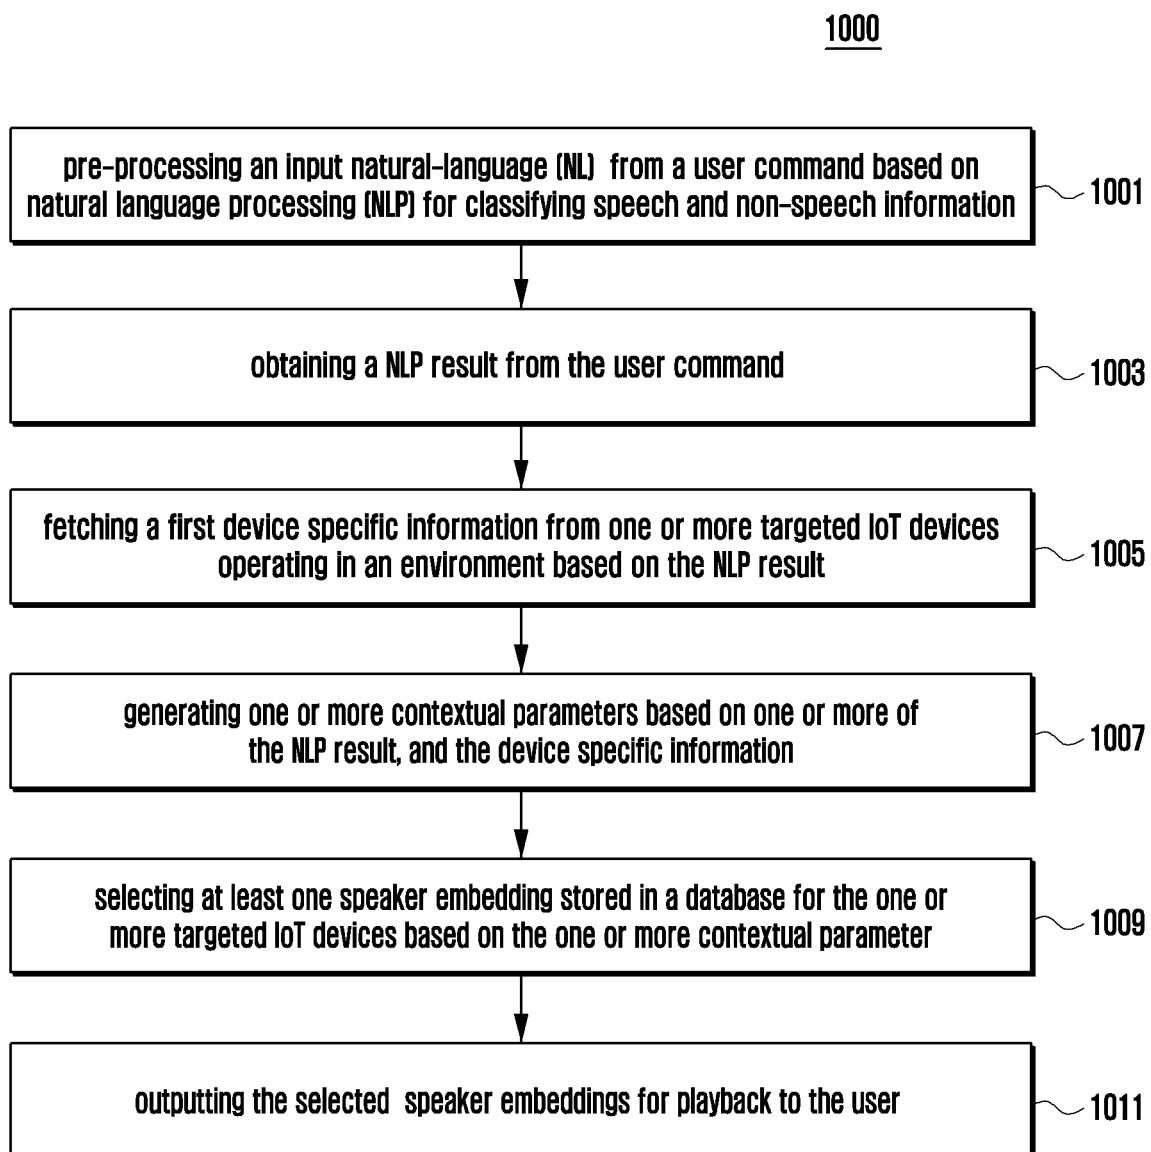 1000
pre-processing an input natural-language (NL) from a user command based on
natural language processing (NLP) for classifying speech and non-speech information
1001
obtaining a NLP result from the user command
1003
fetching a first device specific information from one or more targeted IoT devices
operating in an environment based on the NLP result
1005
generating one or more contextual parameters based on one or more of
the NLP result, and the device specific information
1007
selecting at least one speaker embedding stored in a database for the one or
more targeted IoT devices based on the one or more contextual parameter
1009
outputting the selected speaker embeddings for playback to the user
1011